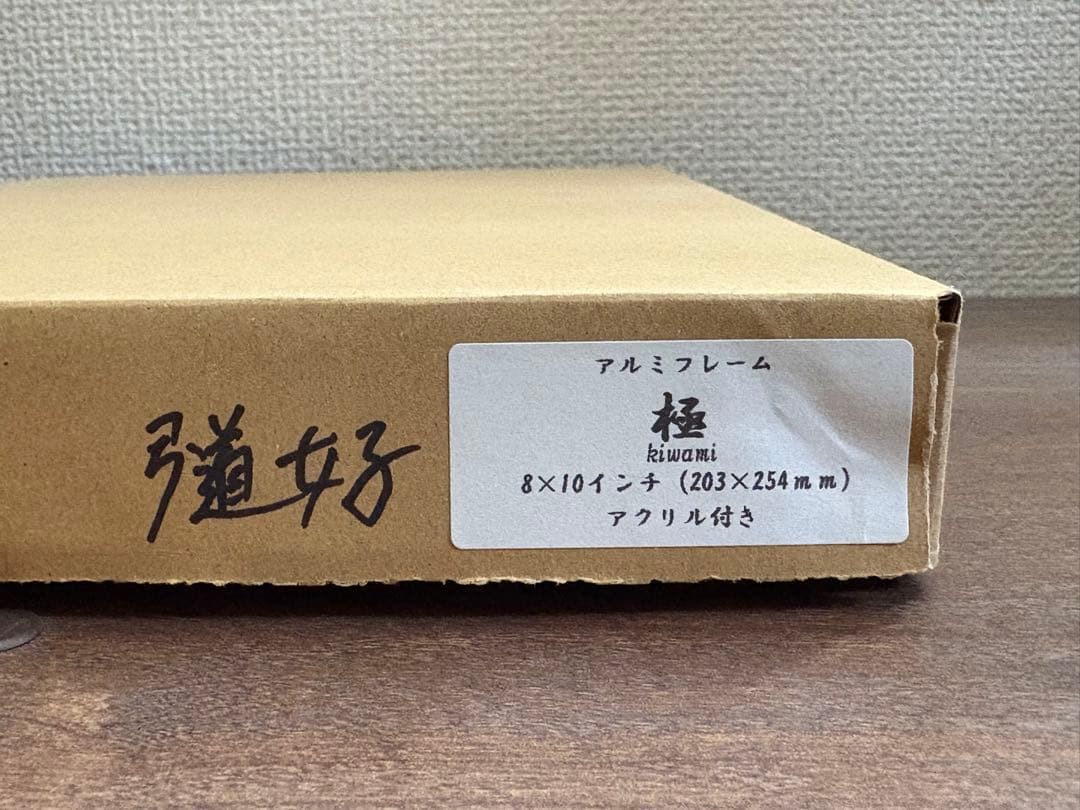 アルミフレーム
極
kiwami
8×10インチ (203×254mm)
アクリル付き